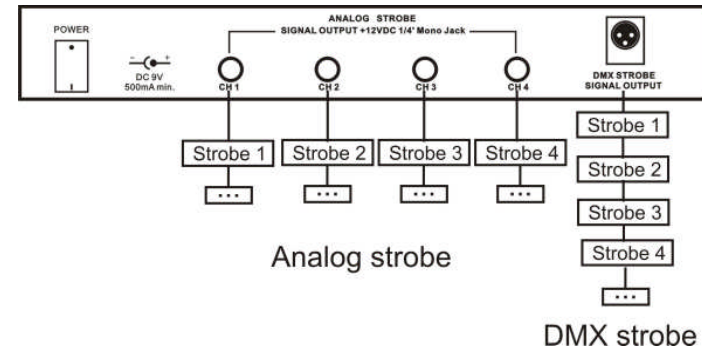 POWER
- +
DC 9V
500mA min.
ANALOG STROBE
SIGNAL OUTPUT +12VDC 1/4' Mono Jack
CH 1
CH 2
CH 3
CH 4
DMX STROBE
SIGNAL OUTPUT
Strobe 1
Strobe 2
Strobe 3
Strobe 4
...
...
...
...
Analog strobe
Strobe 1
Strobe 2
Strobe 3
Strobe 4
...
DMX strobe